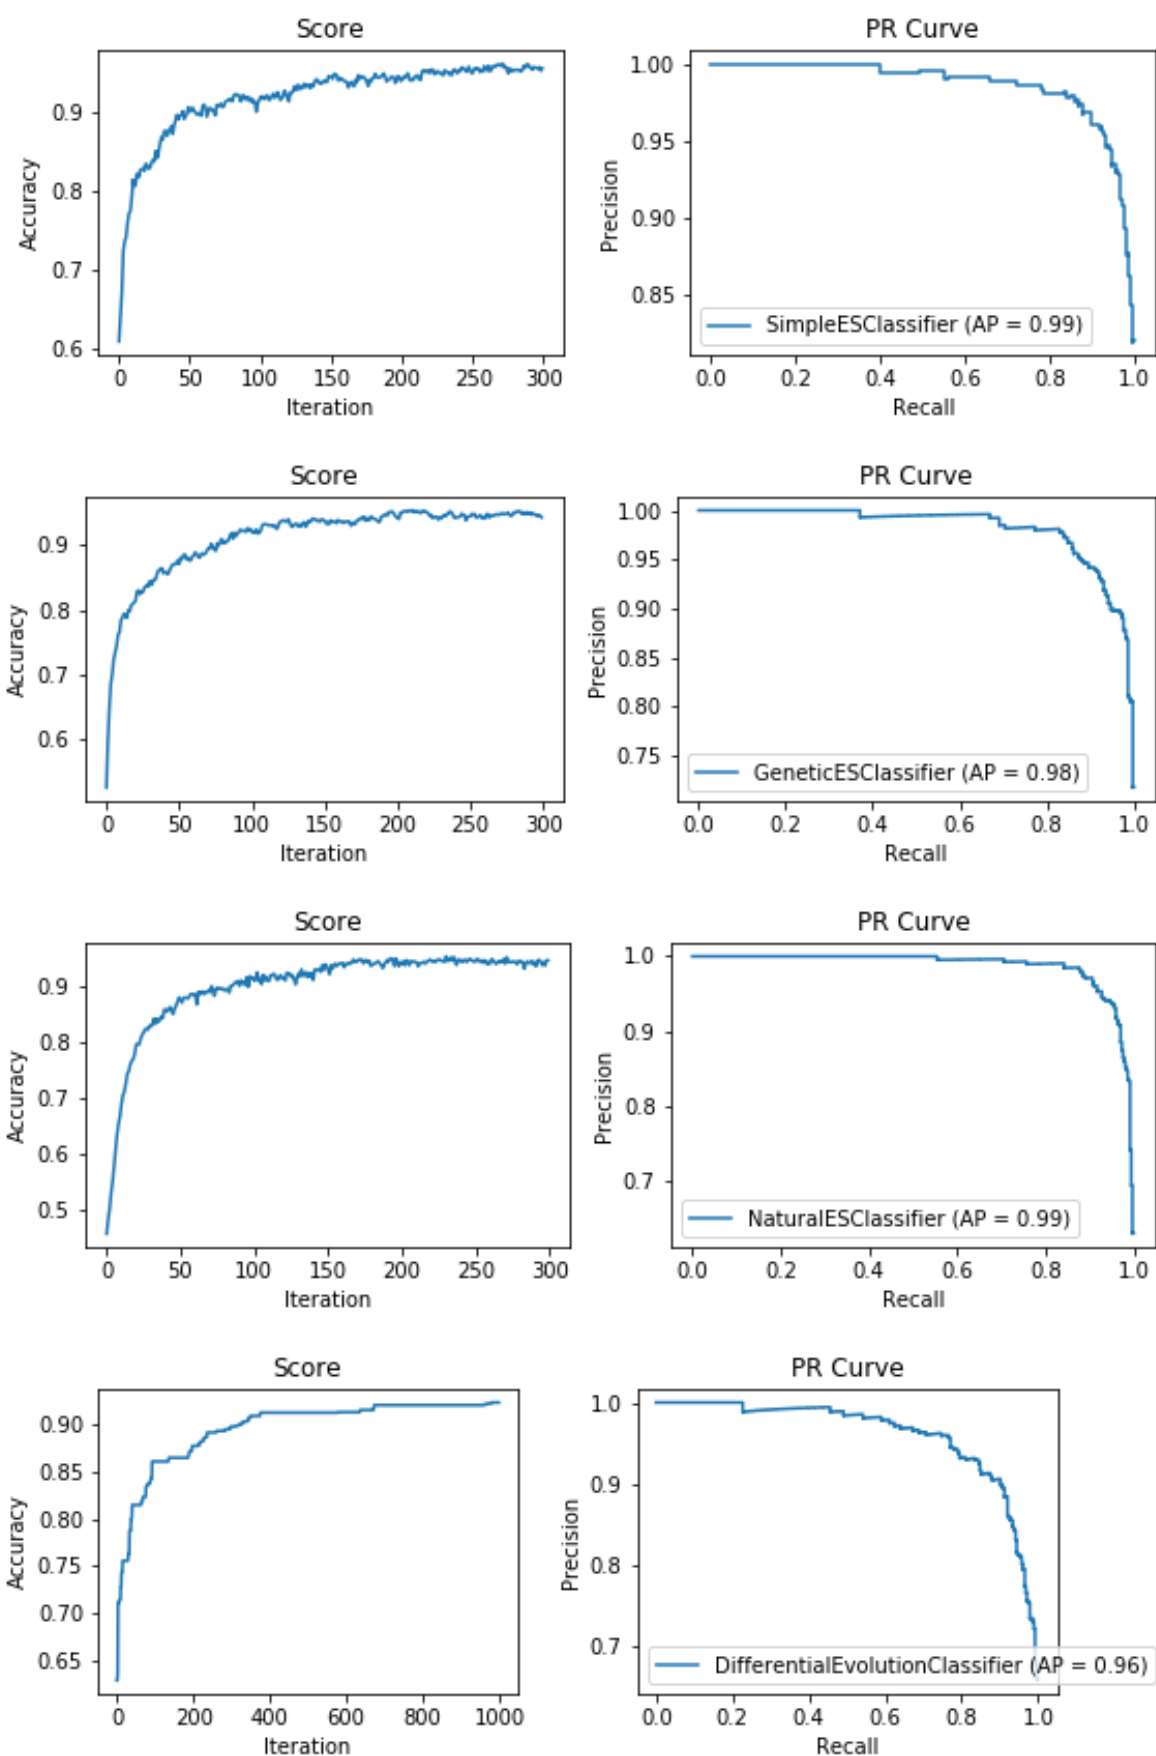 Score
PR Curve
Accuracy
0.9
0.8
0.7
0.6
0 50 100 150 200 250 300
Iteration
Precision
1.00
0.95
0.90
0.85
SimpleESClassifier (AP = 0.99)
0.0 0.2 0.4 0.6 0.8 1.0
Recall
Score
PR Curve
Accuracy
0.9
0.8
0.7
0.6
0 50 100 150 200 250 300
Iteration
Precision
1.00
0.95
0.90
0.85
0.80
0.75
GeneticESClassifier (AP = 0.98)
0.0 0.2 0.4 0.6 0.8 1.0
Recall
Score
PR Curve
Accuracy
0.9
0.8
0.7
0.6
0.5
0 50 100 150 200 250 300
Iteration
Precision
1.0
0.9
0.8
0.7
NaturalESClassifier (AP = 0.99)
0.0 0.2 0.4 0.6 0.8 1.0
Recall
Score
PR Curve
Accuracy
0.90
0.85
0.80
0.75
0.70
0.65
0 200 400 600 800 1000
Iteration
Precision
1.0
0.9
0.8
0.7
DifferentialEvolutionClassifier (AP = 0.96)
0.0 0.2 0.4 0.6 0.8 1.0
Recall